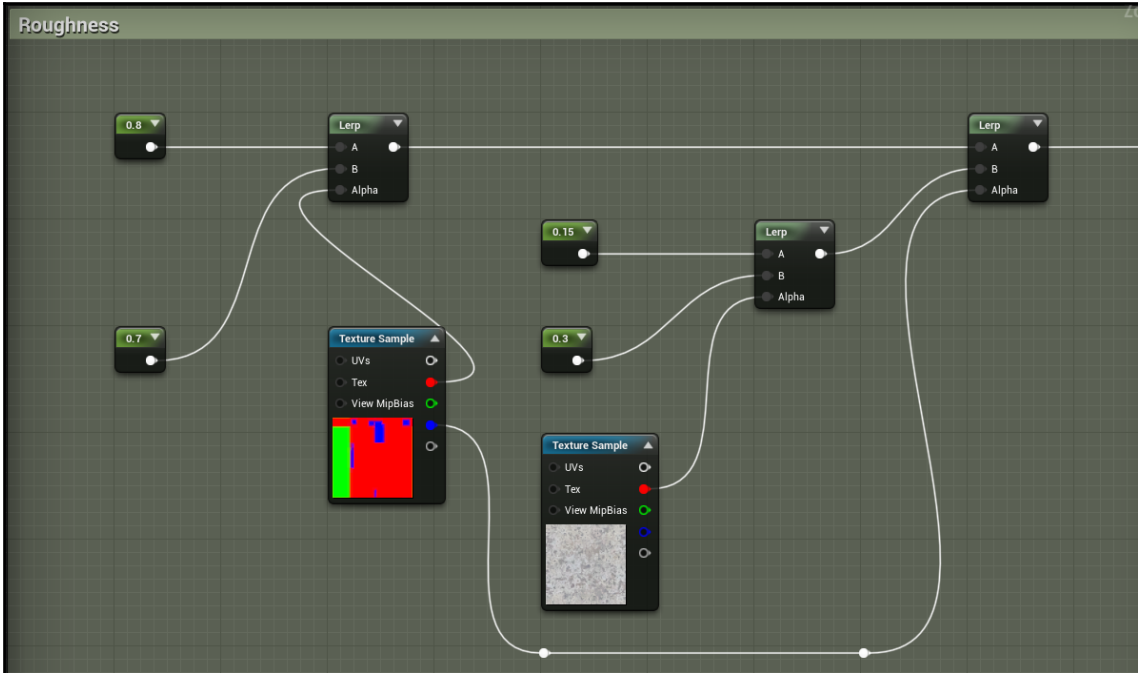 Roughness
0.8
Lerp
A
B
Alpha
Lerp
A
B
Alpha
0.15
Lerp
A
B
Alpha
0.7
Texture Sample
UVs
Tex
View MipBias
0.3
Texture Sample
UVs
Tex
View MipBias